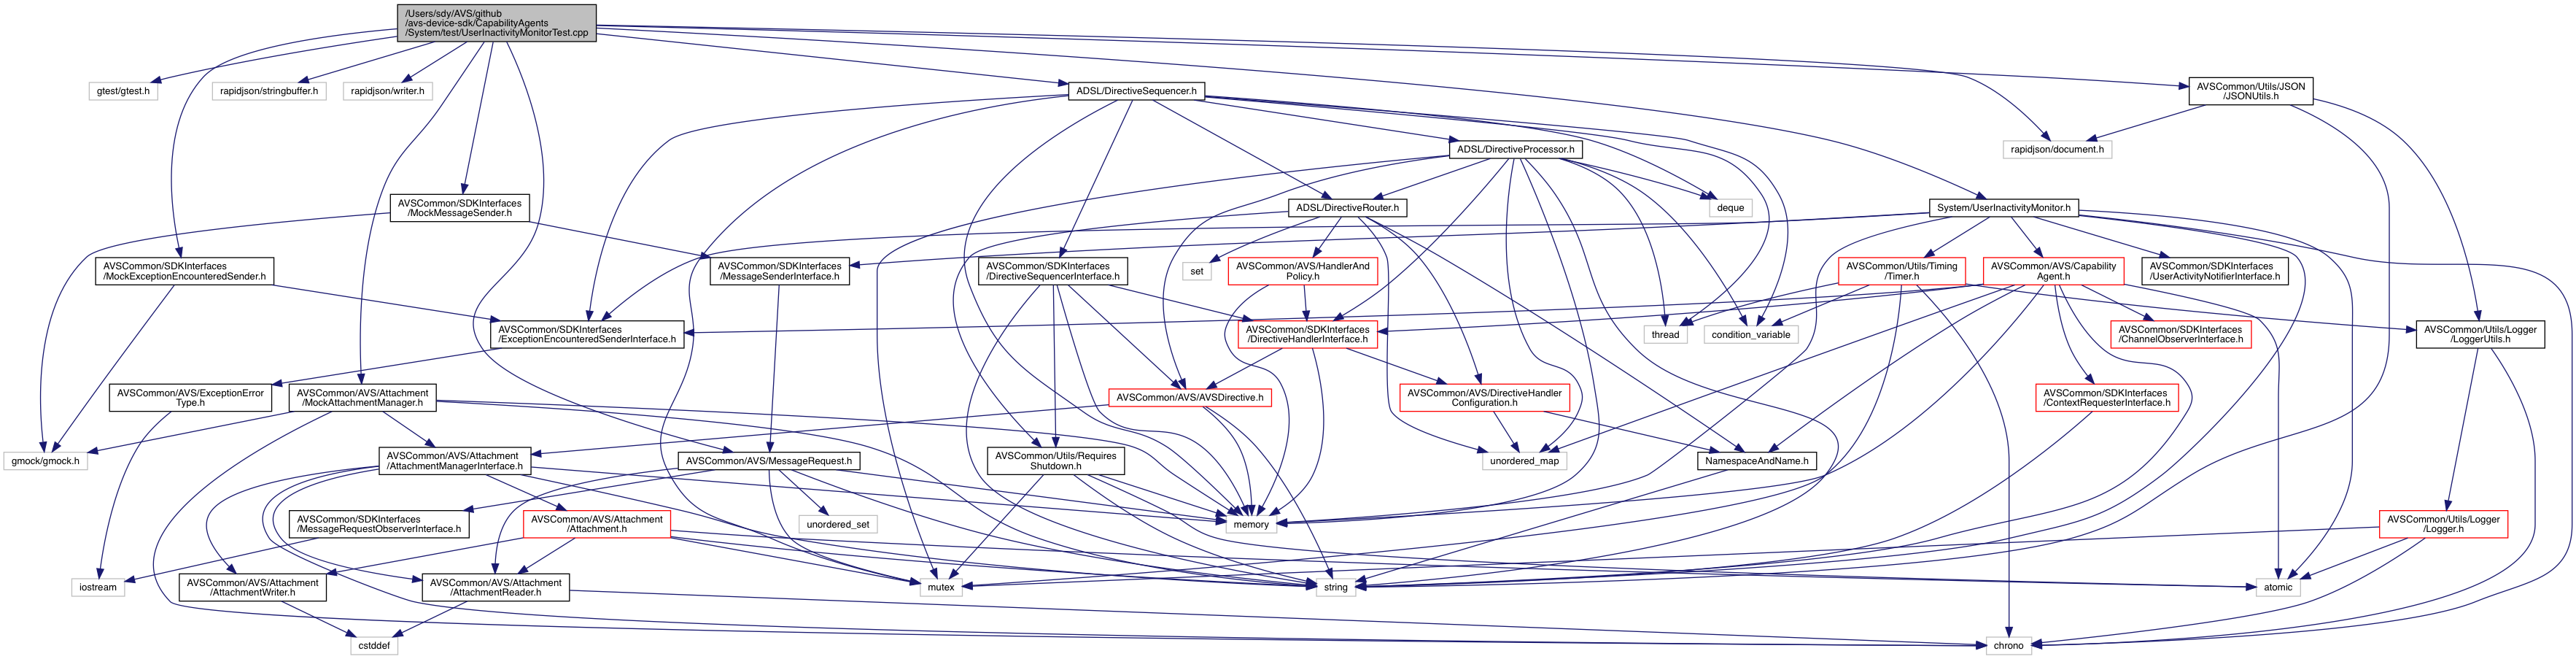 /Users/sdy/AVS/github
/avs-device-sdk/CapabilityAgents
/System/test/UserInactivityMonitorTest.cpp
gtest/gtest.h
rapidjson/stringbuffer.h
rapidjson/writer.h
ADSL/DirectiveSequencer.h
AVSCommon/Utils/JSON
/JSONUtils.h
ADSL/DirectiveProcessor.h
rapidjson/document.h
AVSCommon/SDKInterfaces
/MockMessageSender.h
ADSL/DirectiveRouter.h
deque
System/UserInactivityMonitor.h
AVSCommon/SDKInterfaces
/MockExceptionEncounteredSender.h
AVSCommon/SDKInterfaces
/MessageSenderInterface.h
AVSCommon/SDKInterfaces
/DirectiveSequencerInterface.h
set
AVSCommon/AVS/HandlerAnd
Policy.h
AVSCommon/Utils/Timing
/Timer.h
AVSCommon/AVS/Capability
Agent.h
AVSCommon/SDKInterfaces
/UserActivityNotifierInterface.h
AVSCommon/SDKInterfaces
/ExceptionEncounteredSenderInterface.h
AVSCommon/SDKInterfaces
/DirectiveHandlerInterface.h
thread
condition_variable
AVSCommon/SDKInterfaces
/ChannelObserverInterface.h
AVSCommon/Utils/Logger
/LoggerUtils.h
AVSCommon/AVS/ExceptionError
Type.h
AVSCommon/AVS/Attachment
/MockAttachmentManager.h
AVSCommon/AVS/AVSDirective.h
AVSCommon/AVS/DirectiveHandler
Configuration.h
AVSCommon/SDKInterfaces
/ContextRequesterInterface.h
gmock/gmock.h
AVSCommon/AVS/Attachment
/AttachmentManagerInterface.h
AVSCommon/AVS/MessageRequest.h
AVSCommon/Utils/Requires
Shutdown.h
unordered_map
NamespaceAndName.h
AVSCommon/SDKInterfaces
/MessageRequestObserverInterface.h
AVSCommon/AVS/Attachment
/Attachment.h
unordered_set
memory
AVSCommon/Utils/Logger
/Logger.h
iostream
AVSCommon/AVS/Attachment
/AttachmentWriter.h
AVSCommon/AVS/Attachment
/AttachmentReader.h
mutex
string
atomic
cstddef
chrono